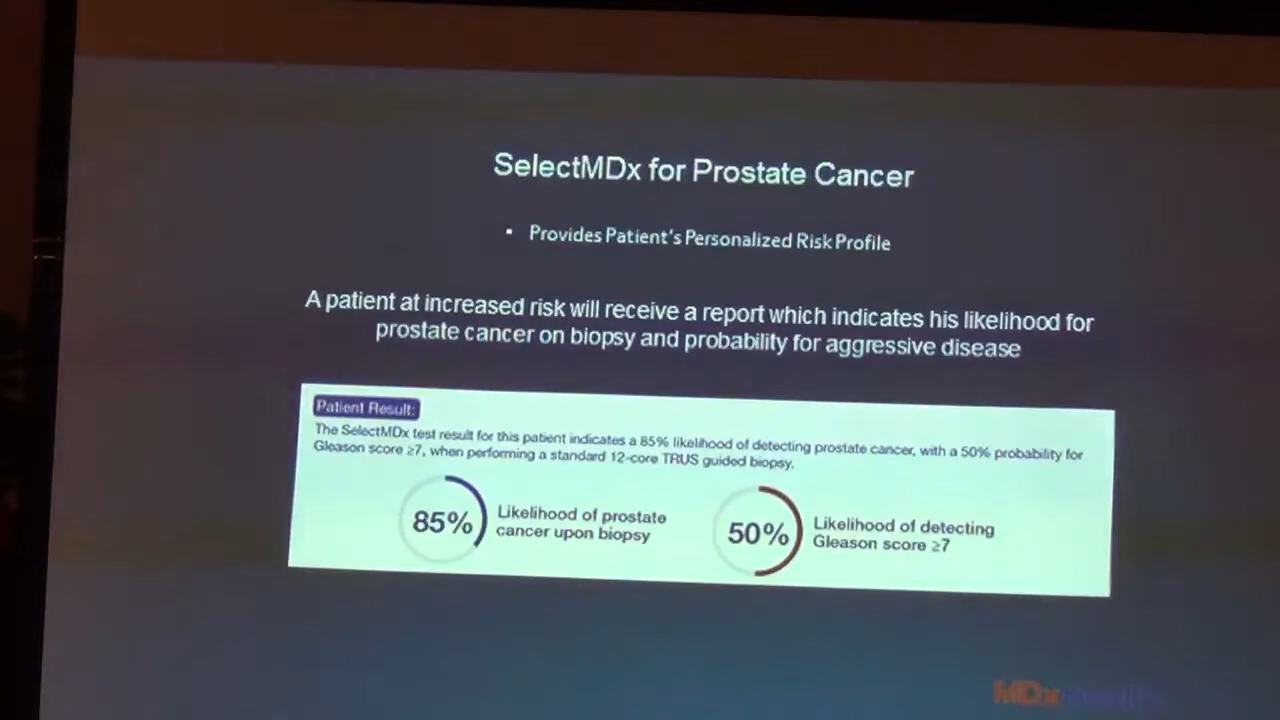 SelectMDx for Prostate Cancer
▪ Provides Patient's Personalized Risk Profile
A patient at increased risk will receive a report which indicates his likelihood for
prostate cancer on biopsy and probability for aggressive disease
Patient Result:
The SelectMDx test result for this patient indicates a 85% likelihood of detecting prostate cancer, with a 50% probability for
Gleason score ≥7, when performing a standard 12-core TRUS guided biopsy.
85%
Likelihood of prostate
cancer upon biopsy
50%
Likelihood of detecting
Gleason score ≥7
MDx